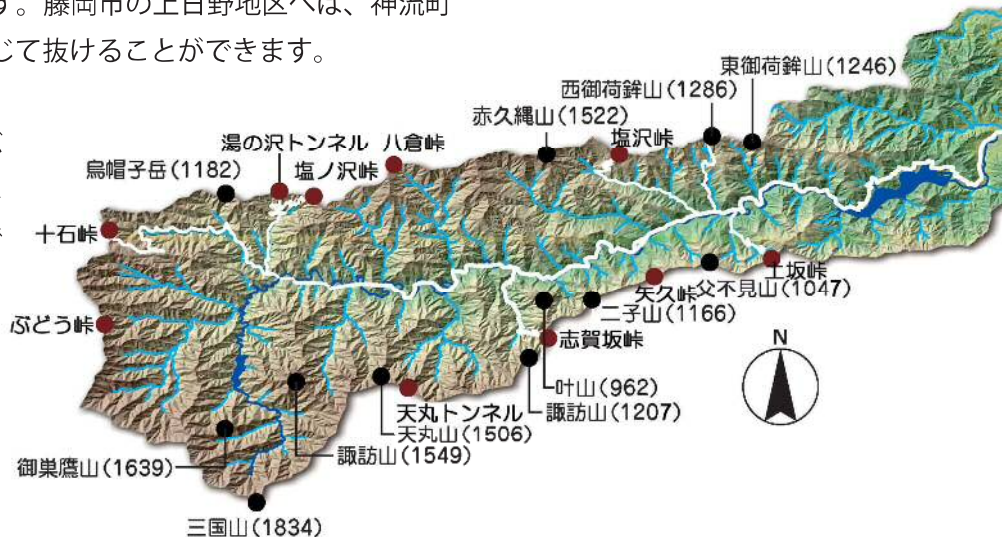 す。藤岡市の上日野地区へは、神流町
じて抜けることができます。
東御荷鉾山(1246)
西御荷鉾山(1286)
赤久縄山(1522)
塩沢峠
湯の沢トンネル
八倉峠
烏帽子岳(1182)
塩ノ沢峠
十石峠
土坂峠
父不見山(1047)
矢久峠
二子山(1166)
ぶどう峠
志賀坂峠
N
叶山(962)
諏訪山(1207)
天丸トンネル
天丸山(1506)
諏訪山(1549)
御巣鷹山(1639)
三国山(1834)